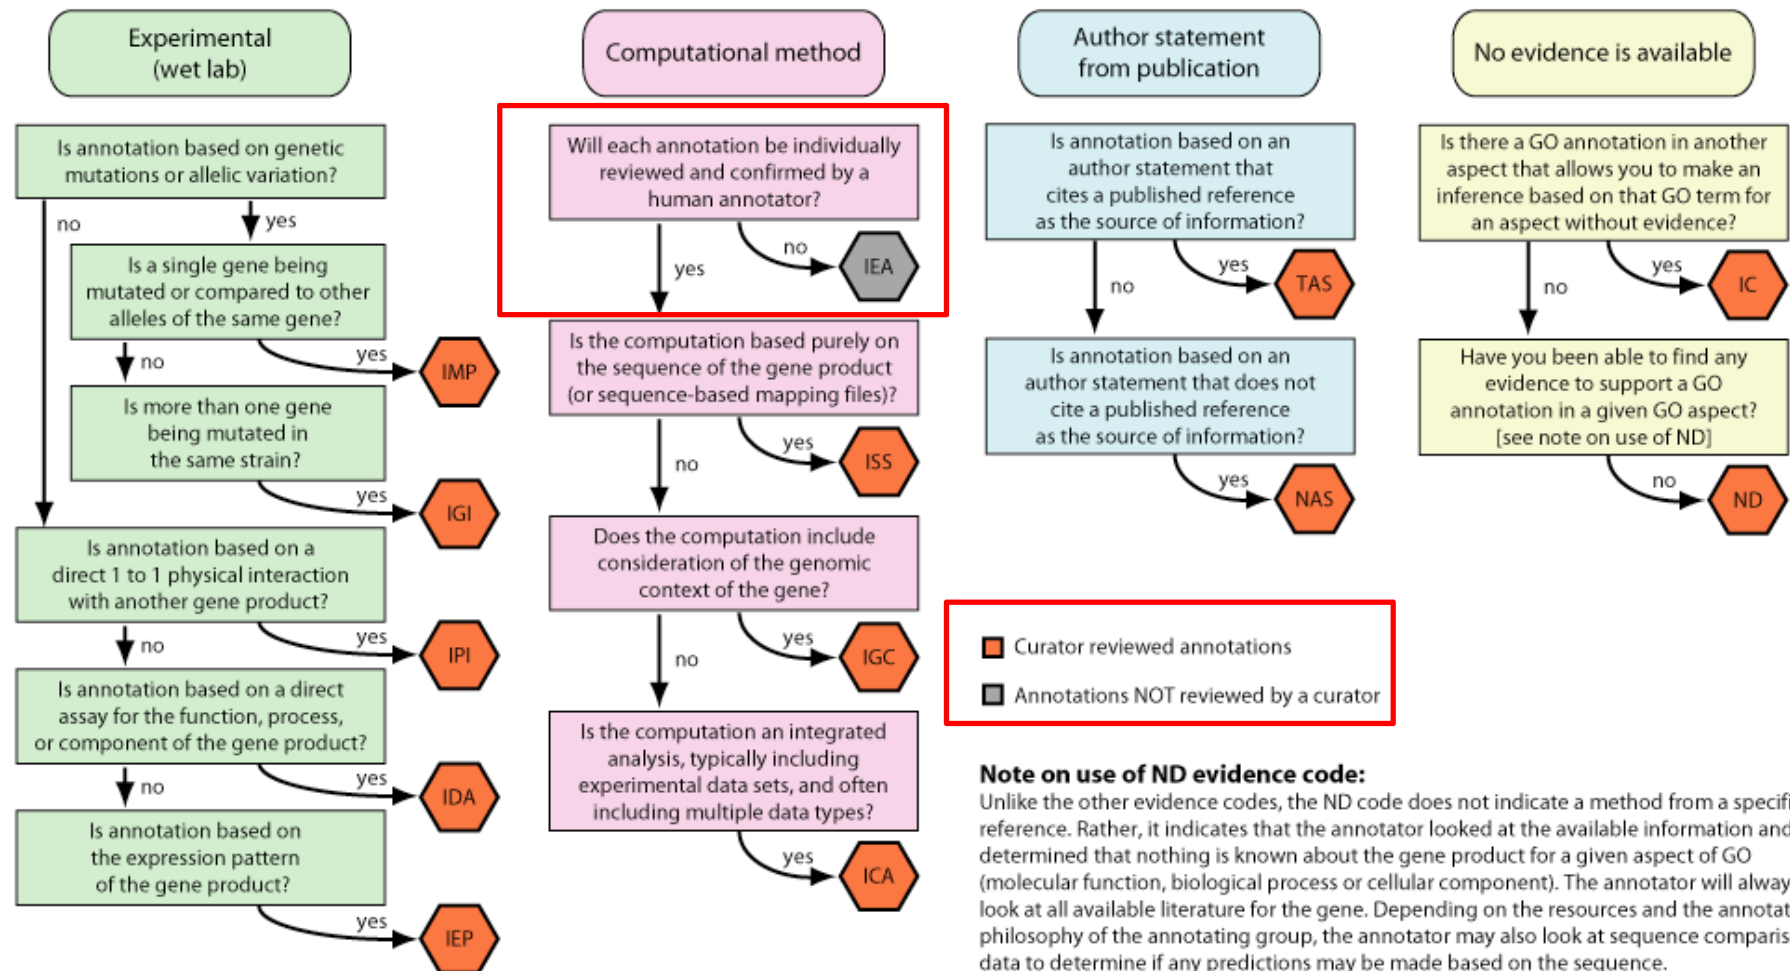 Experimental
(wet lab)
Is annotation based on genetic
mutations or allelic variation?
no
yes
Is a single gene being
mutated or compared to other
alleles of the same gene?
yes
IMP
no
Is more than one gene
being mutated in
the same strain?
yes
IGI
Is annotation based on a
direct 1 to 1 physical interaction
with another gene product?
yes
IPI
no
Is annotation based on a direct
assay for the function, process,
or component of the gene product?
yes
IDA
no
Is annotation based on
the expression pattern
of the gene product?
yes
IEP
Computational method
Will each annotation be individually
reviewed and confirmed by a
human annotator?
no
IEA
yes
Is the computation based purely on
the sequence of the gene product
(or sequence-based mapping files)?
yes
ISS
no
Does the computation include
consideration of the genomic
context of the gene?
yes
IGC
no
Is the computation an integrated
analysis, typically including
experimental data sets, and often
including multiple data types?
yes
ICA
Author statement
from publication
Is annotation based on an
author statement that
cites a published reference
as the source of information?
yes
TAS
no
Is annotation based on an
author statement that does not
cite a published reference
as the source of information?
yes
NAS
No evidence is available
Is there a GO annotation in another
aspect that allows you to make an
inference based on that GO term for
an aspect without evidence?
yes
IC
no
Have you been able to find any
evidence to support a GO
annotation in a given GO aspect?
[see note on use of ND]
no
ND
Curator reviewed annotations
Annotations NOT reviewed by a curator
Note on use of ND evidence code:
Unlike the other evidence codes, the ND code does not indicate a method from a specifi
reference. Rather, it indicates that the annotator looked at the available information and
determined that nothing is known about the gene product for a given aspect of GO
(molecular function, biological process or cellular component). The annotator will alway
look at all available literature for the gene. Depending on the resources and the annotat
philosophy of the annotating group, the annotator may also look at sequence comparis
data to determine if any predictions may be made based on the sequence.